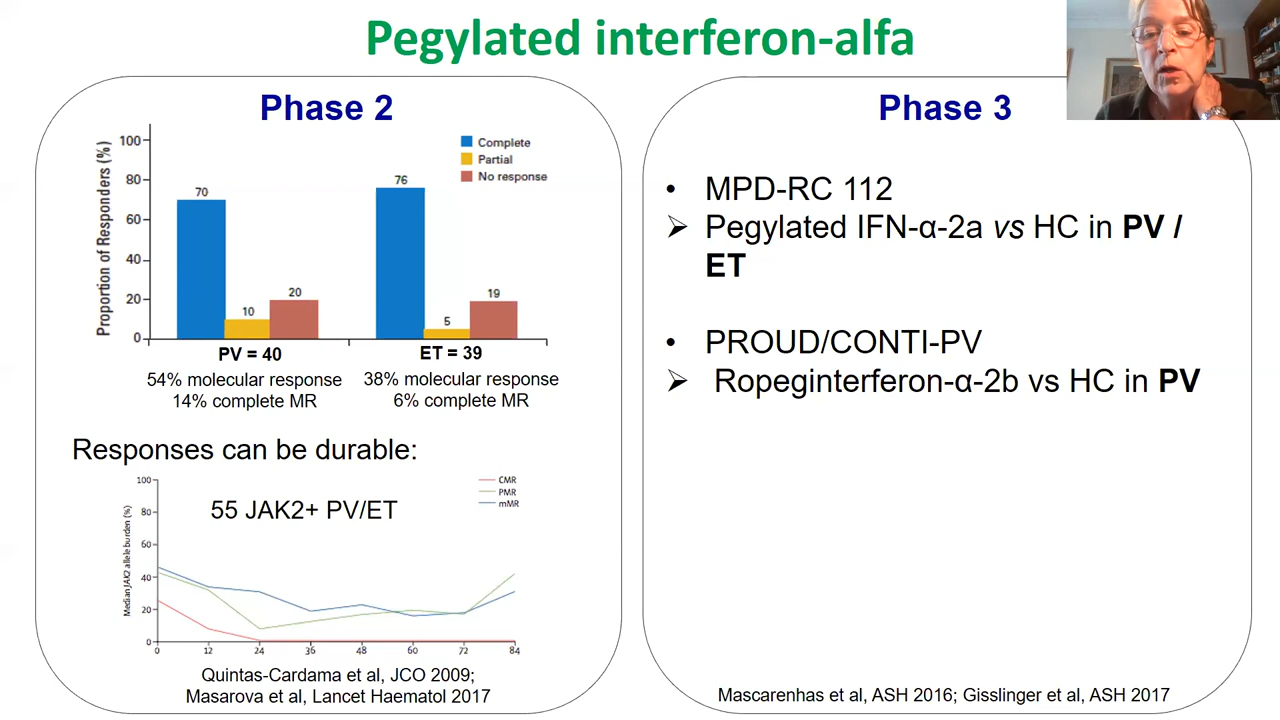 Pegylated interferon-alfa
Phase 2
Proportion of Responders (%)
100
80
60
40
20
0
Complete
Partial
No response
70
10
20
76
5
19
PV = 40
ET = 39
54% molecular response
14% complete MR
38% molecular response
6% complete MR
Responses can be durable:
55 JAK2+ PV/ET
Median JAK2 allele burden (%)
100
80
60
40
20
0
CMR
PMR
mMR
0
12
24
36
48
60
72
84
Quintas-Cardama et al, JCO 2009;
Masarova et al, Lancet Haematol 2017
Phase 3
• MPD-RC 112
➢ Pegylated IFN-α-2a vs HC in PV /
ET
• PROUD/CONTI-PV
➢ Ropeginterferon-α-2b vs HC in PV
Mascarenhas et al, ASH 2016; Gisslinger et al, ASH 2017